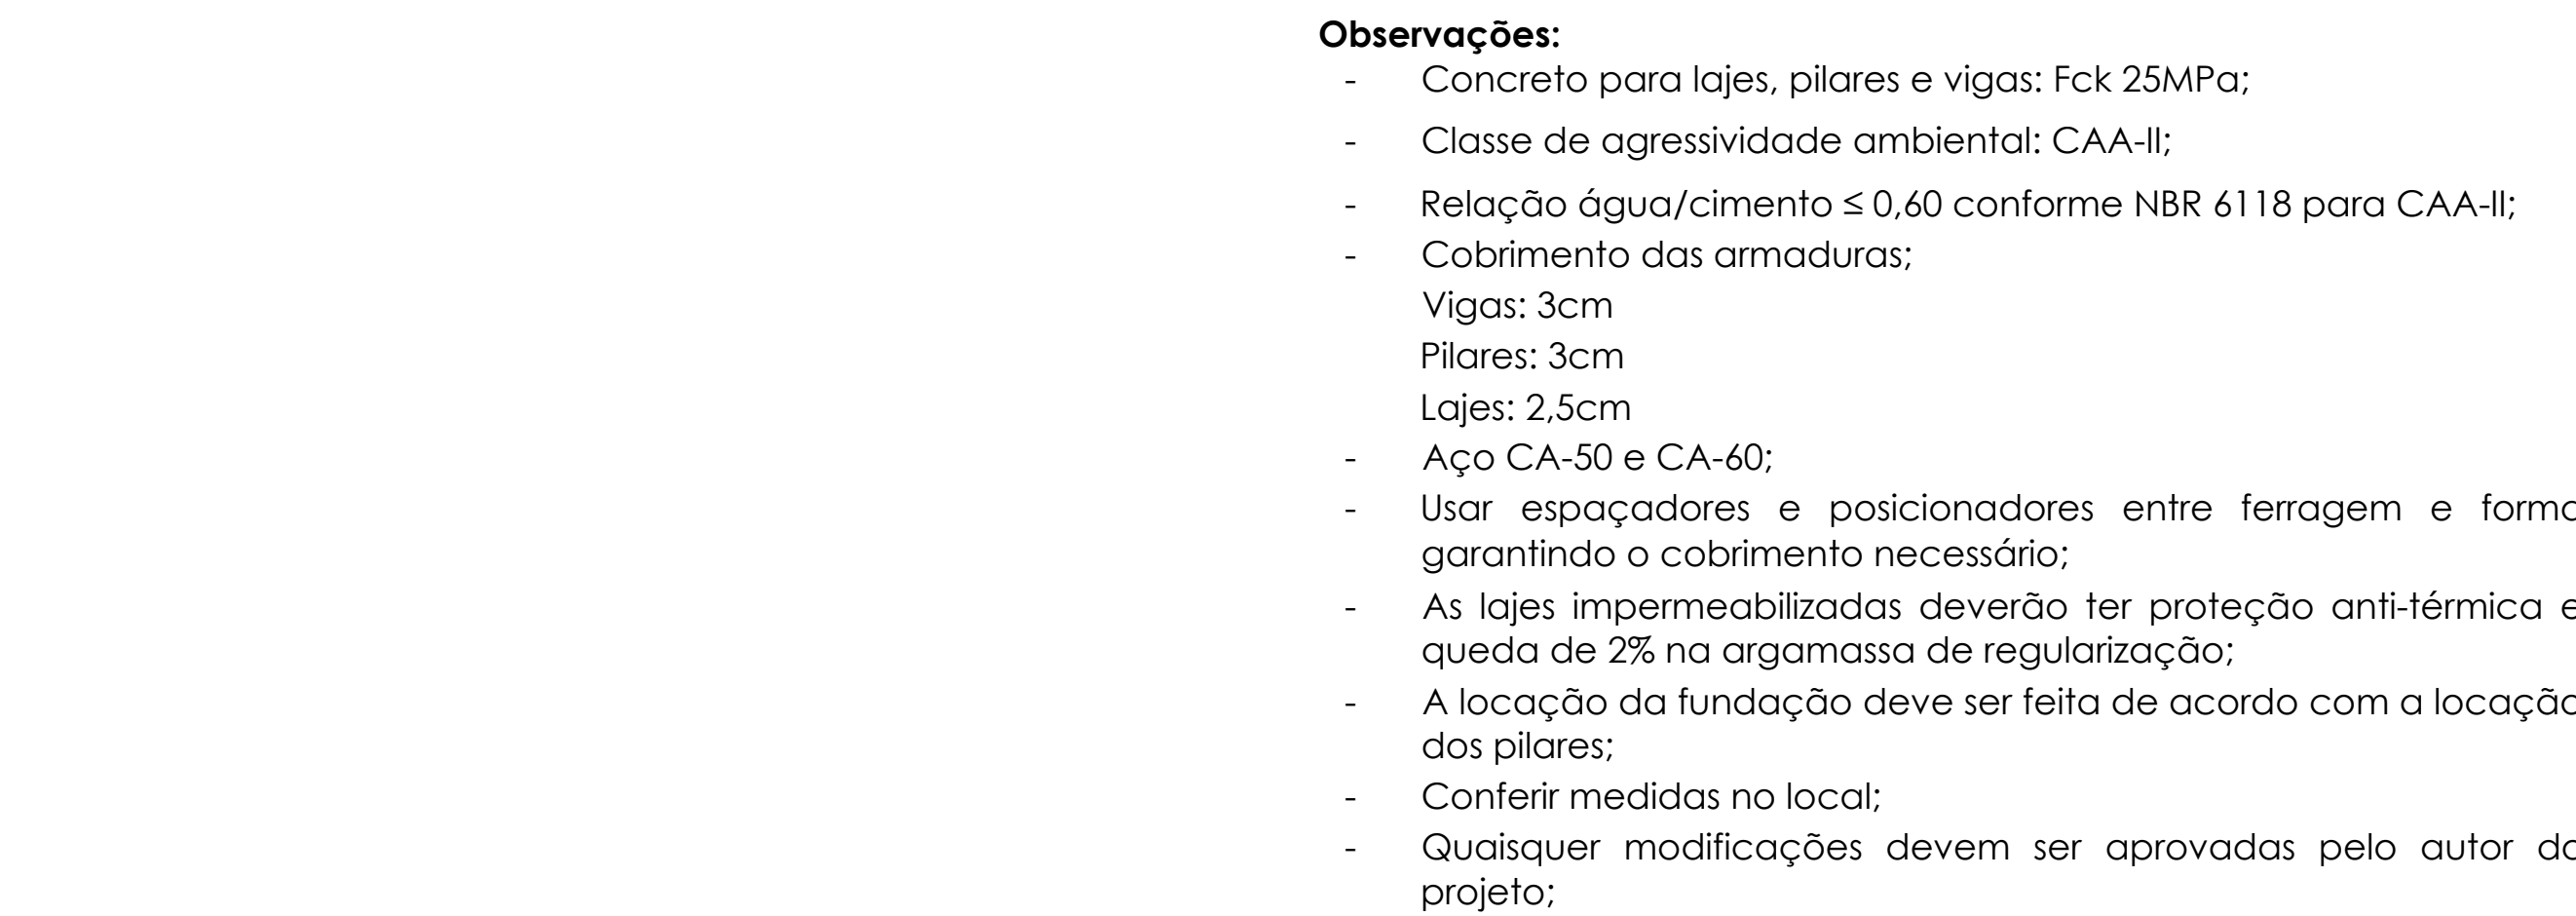 Observações:
- Concreto para lajes, pilares e vigas: Fck 25MPa;
- Classe de agressividade ambiental: CAA-II;
- Relação água/cimento ≤ 0,60 conforme NBR 6118 para CAA-II;
- Cobrimento das armaduras;
Vigas: 3cm
Pilares: 3cm
Lajes: 2,5cm
- Aço CA-50 e CA-60;
- Usar espaçadores e posicionadores entre ferragem e forma
garantindo o cobrimento necessário;
- As lajes impermeabilizadas deverão ter proteção anti-térmica e
queda de 2% na argamassa de regularização;
- A locação da fundação deve ser feita de acordo com a locação
dos pilares;
- Conferir medidas no local;
- Quaisquer modificações devem ser aprovadas pelo autor do
projeto;